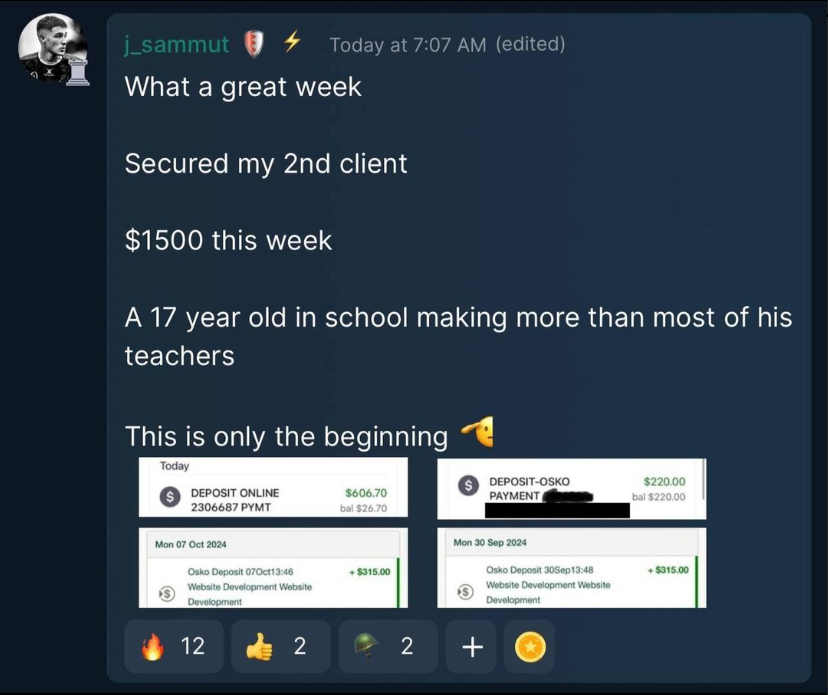 j_sammut Today at 7:07 AM (edited)
What a great week
Secured my 2nd client
$1500 this week
A 17 year old in school making more than most of his
teachers
This is only the beginning
Today
DEPOSIT ONLINE $606.70
2306687 PYMT bal $26.70
DEPOSIT-OSKO $220.00
PAYMENT bal $220.00
Mon 07 Oct 2024
Osko Deposit 07Oct13:46 + $315.00
Website Development Website
Development
Mon 30 Sep 2024
Osko Deposit 30Sep13:48 + $315.00
Website Development Website
Development
12 2 2 +